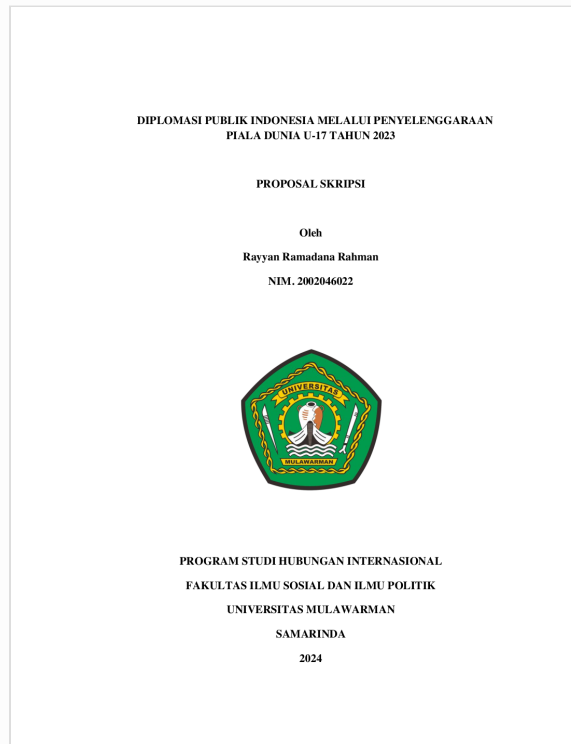 DIPLOMASI PUBLIK INDONESIA MELALUI PENYELENGGARAAN
PIALA DUNIA U-17 TAHUN 2023
PROPOSAL SKRIPSI
Oleh
Rayyan Ramadana Rahman
NIM. 2002046022
UNIVERSITAS
MULAWARMAN
PROGRAM STUDI HUBUNGAN INTERNASIONAL
FAKULTAS ILMU SOSIAL DAN ILMU POLITIK
UNIVERSITAS MULAWARMAN
SAMARINDA
2024